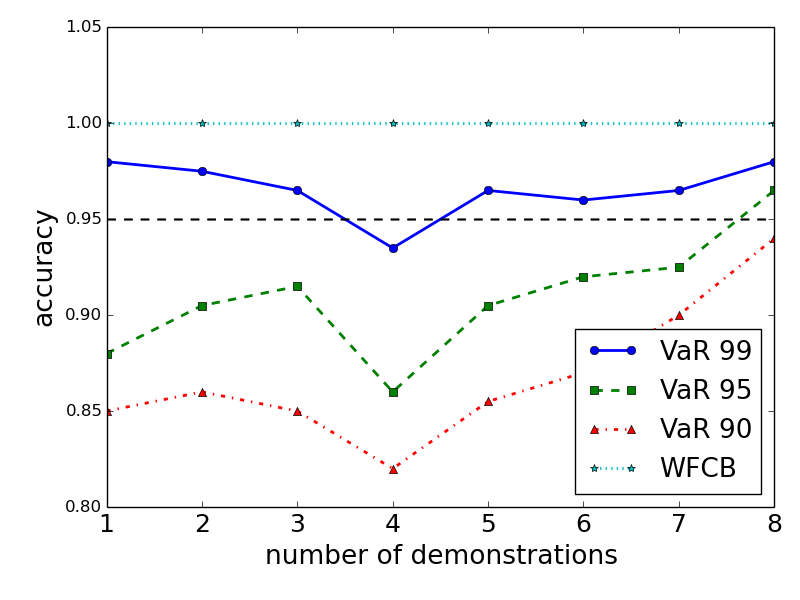 1.05
1.00
0.95
0.90
0.85
0.80
accuracy
1 2 3 4 5 6 7 8
number of demonstrations
VaR 99
VaR 95
VaR 90
WFCB